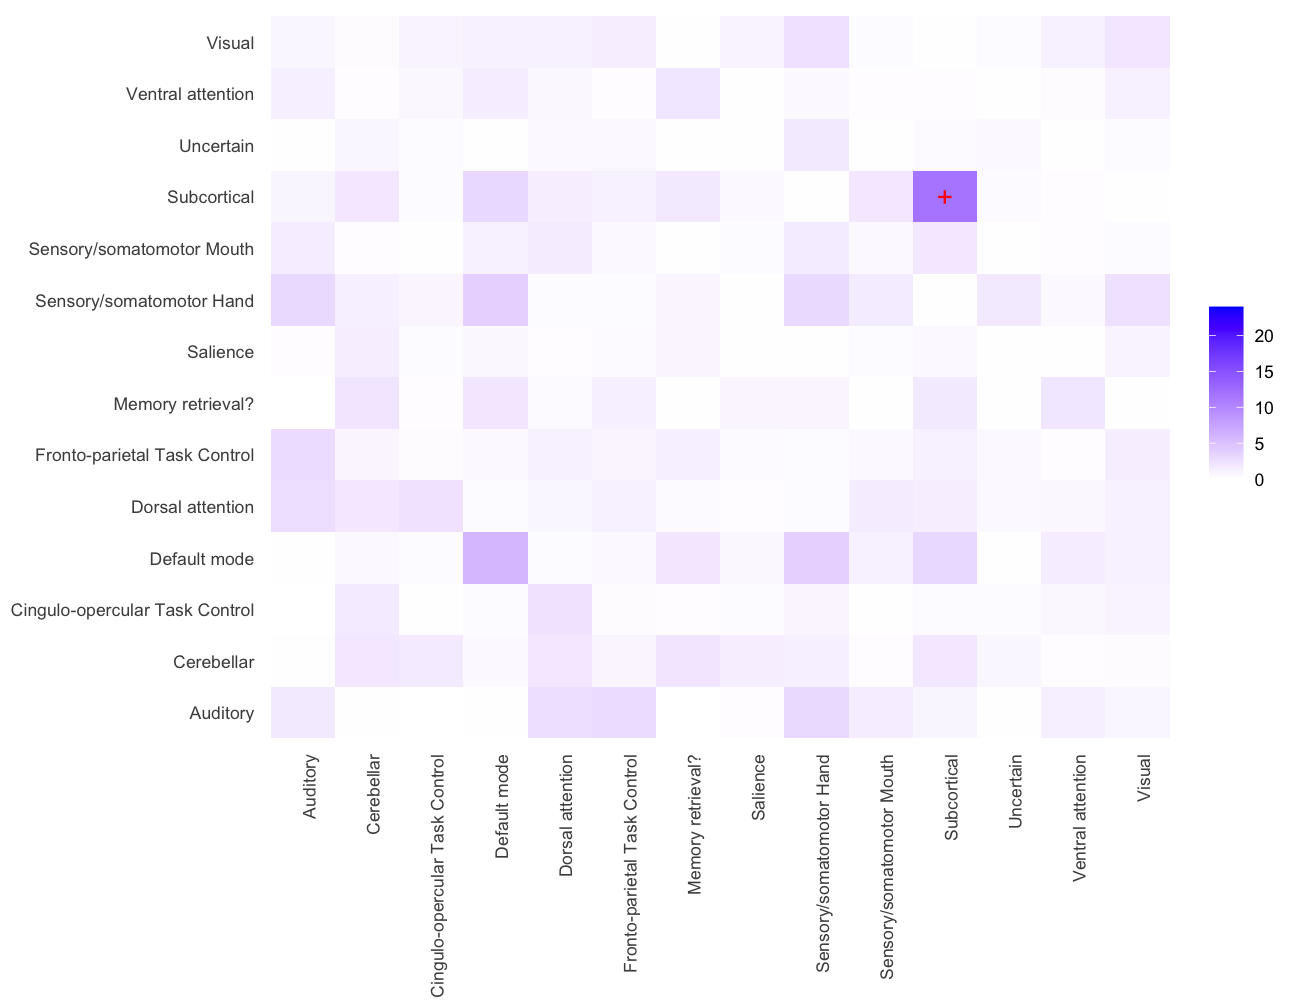 Visual
Ventral attention
Uncertain
Subcortical
+
Sensory/somatomotor Mouth
Sensory/somatomotor Hand
Salience
Memory retrieval?
Fronto-parietal Task Control
Dorsal attention
Default mode
Cingulo-opercular Task Control
Cerebellar
Auditory
20
15
10
5
0
Auditory
Cerebellar
Cingulo-opercular Task Control
Default mode
Dorsal attention
Fronto-parietal Task Control
Memory retrieval?
Salience
Sensory/somatomotor Hand
Sensory/somatomotor Mouth
Subcortical
Uncertain
Ventral attention
Visual